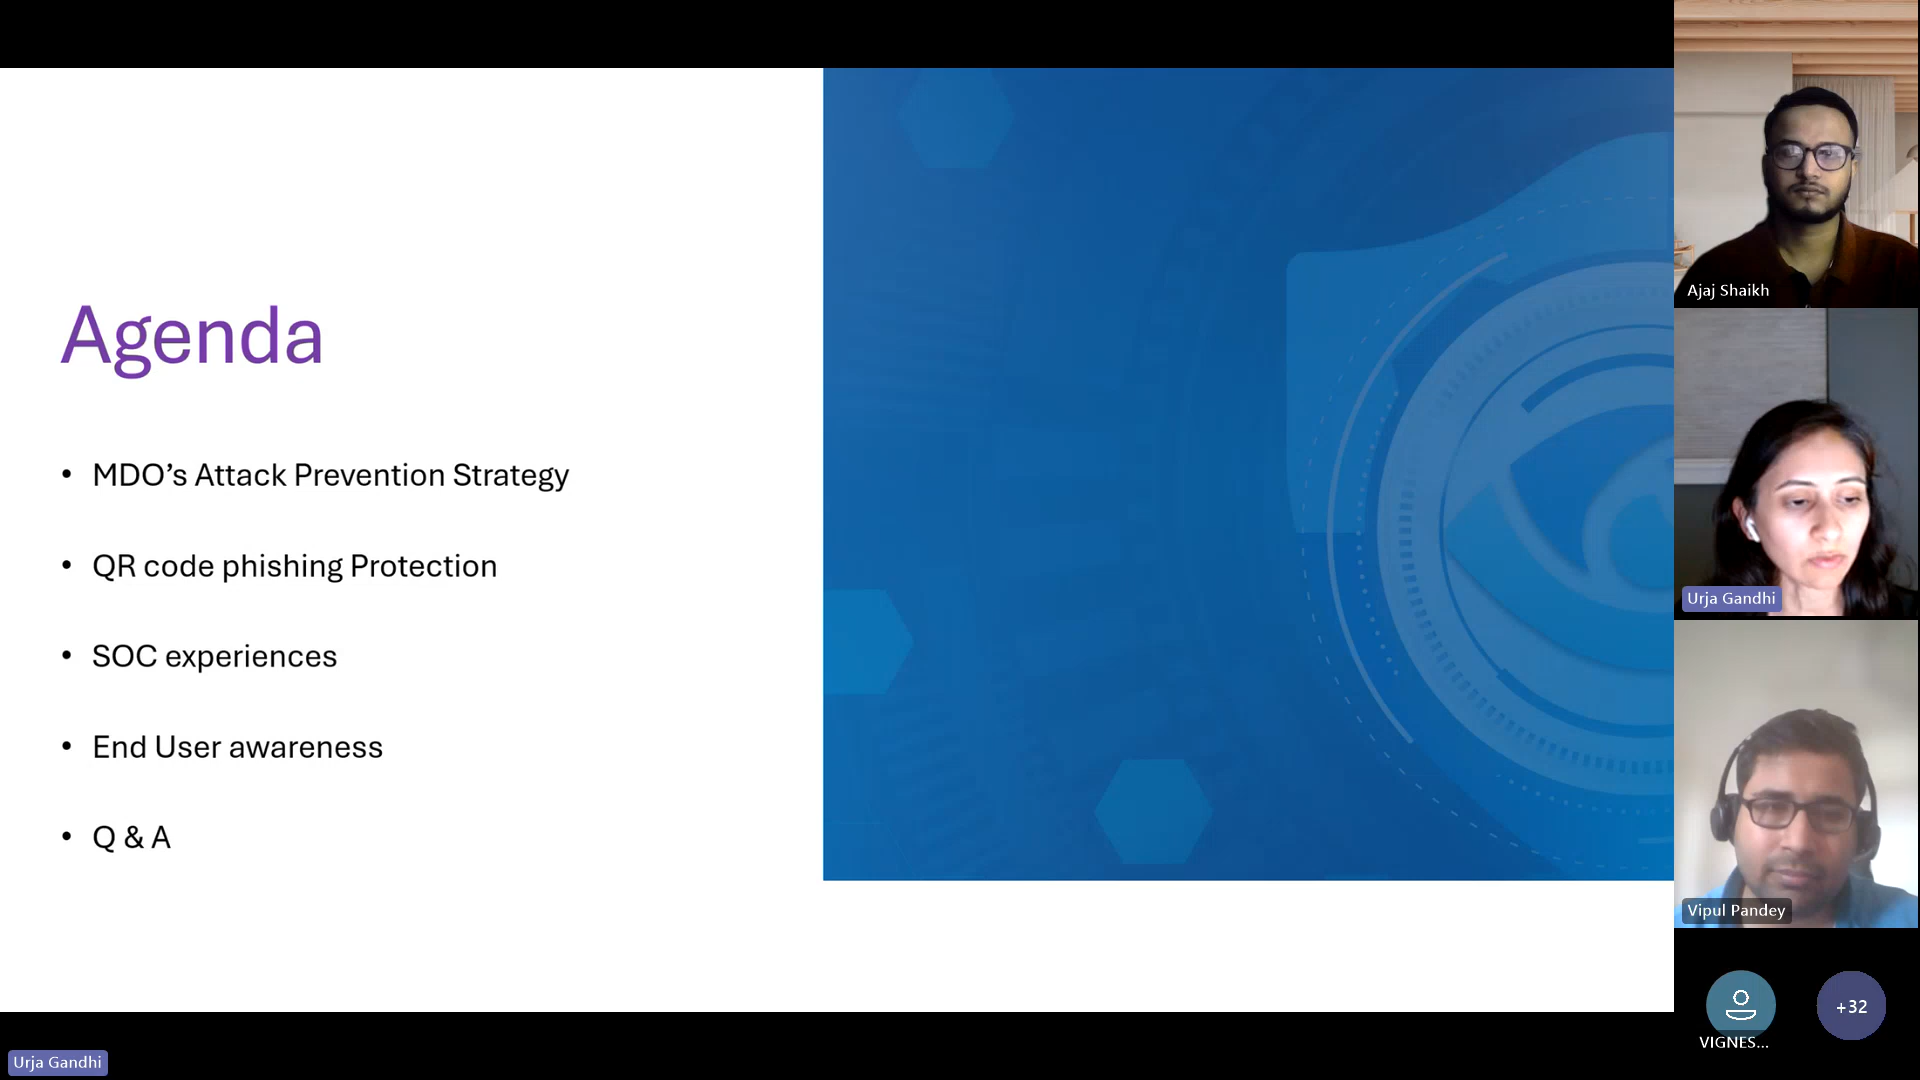 Agenda
• MDO’s Attack Prevention Strategy
• QR code phishing Protection
• SOC experiences
• End User awareness
• Q & A
Ajaj Shaikh
Urja Gandhi
Vipul Pandey
VIGNES...
+32
Urja Gandhi